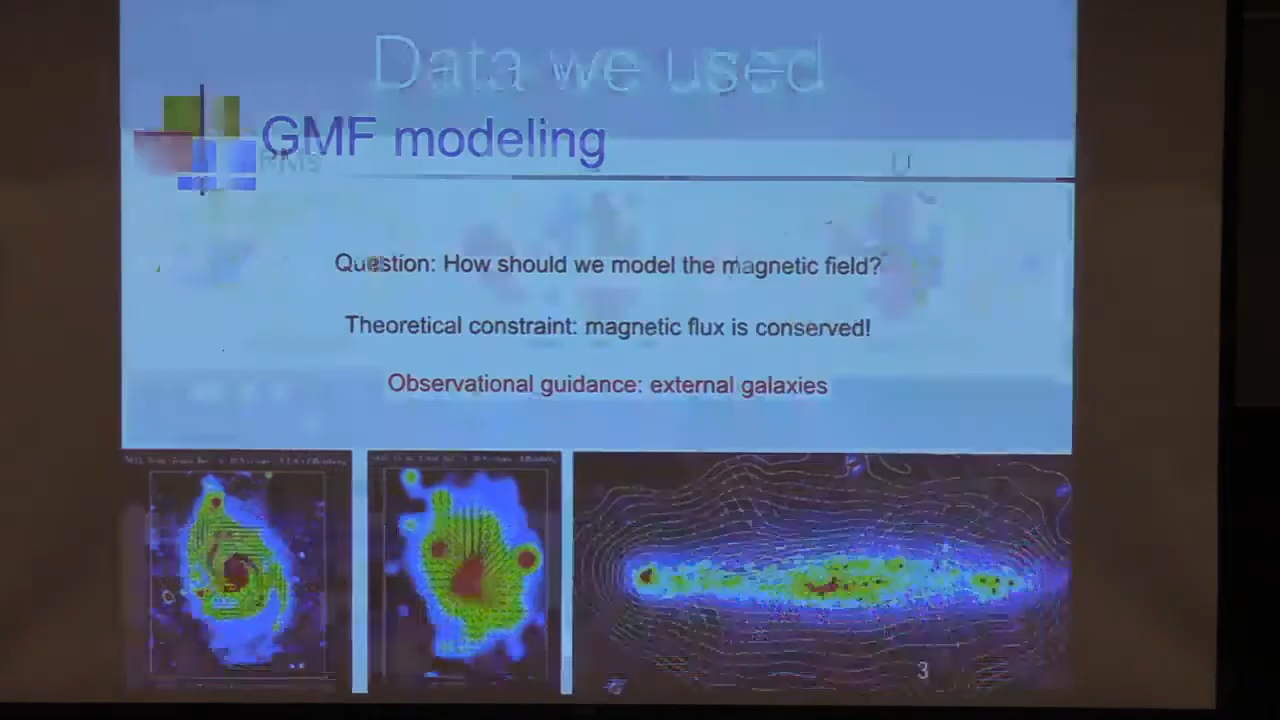 Data we used
GMF modeling
RMs
U
Question: How should we model the magnetic field?
Theoretical constraint: magnetic flux is conserved!
Observational guidance: external galaxies
3